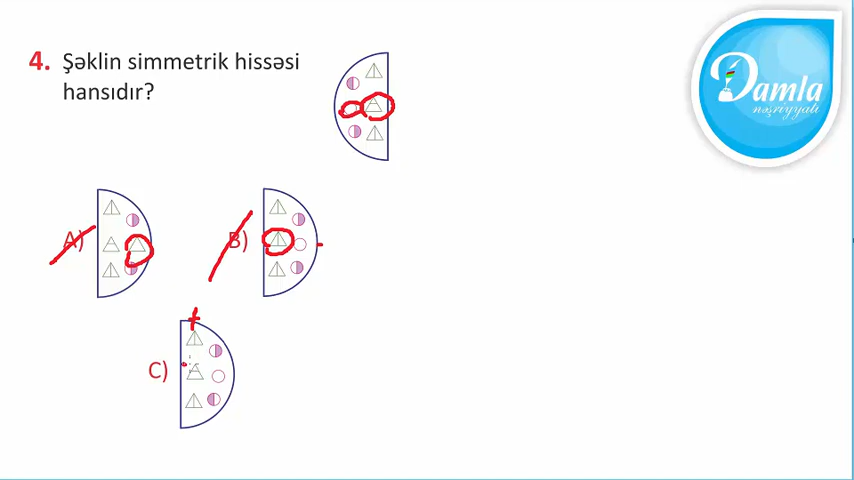 4. Şəklin simmetrik hissəsi
hansıdır?
Damla
nəşriyyatı
A)
B)
C)